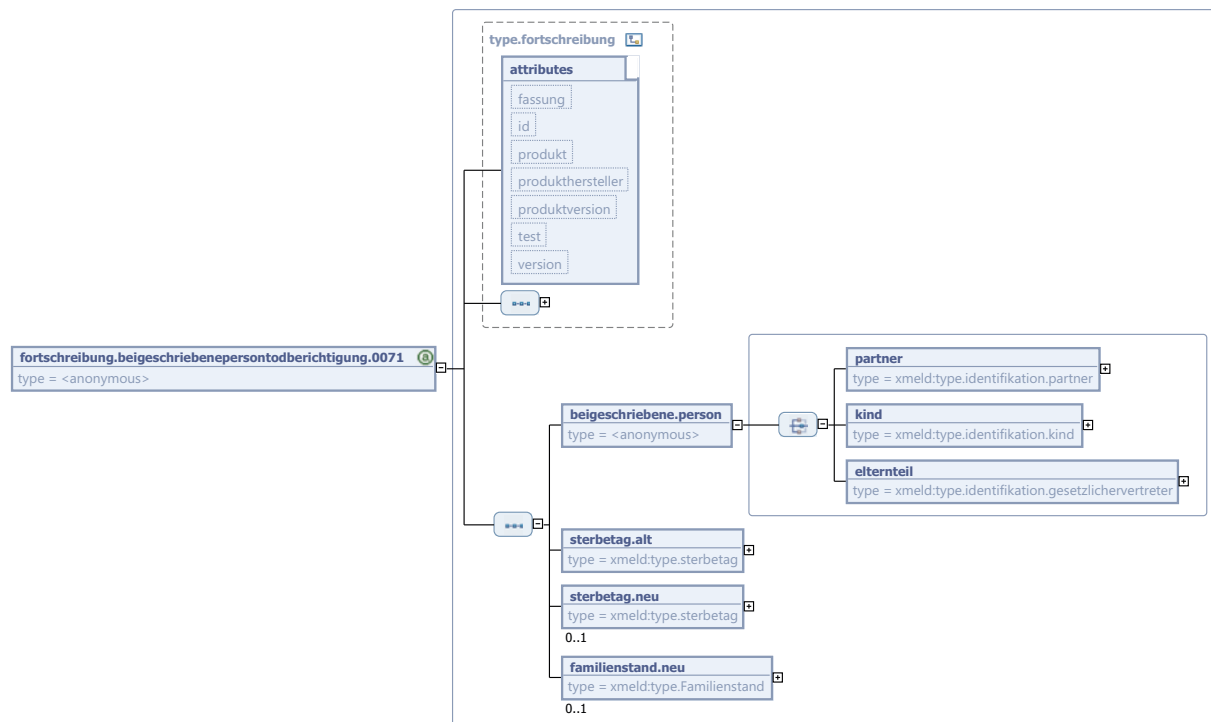 type.fortschreibung
attributes
fassung
id
produkt
produkthersteller
produktversion
test
version
fortschreibung.beigeschriebenepersontodberichtigung.0071
type = <anonymous>
beigeschriebene.person
type = <anonymous>
partner
type = xmeld:type.identifikation.partner
kind
type = xmeld:type.identifikation.kind
elternteil
type = xmeld:type.identifikation.gesetzlichervertreter
sterbetag.alt
type = xmeld:type.sterbetag
sterbetag.neu
type = xmeld:type.sterbetag
0..1
familienstand.neu
type = xmeld:type.Familienstand
0..1